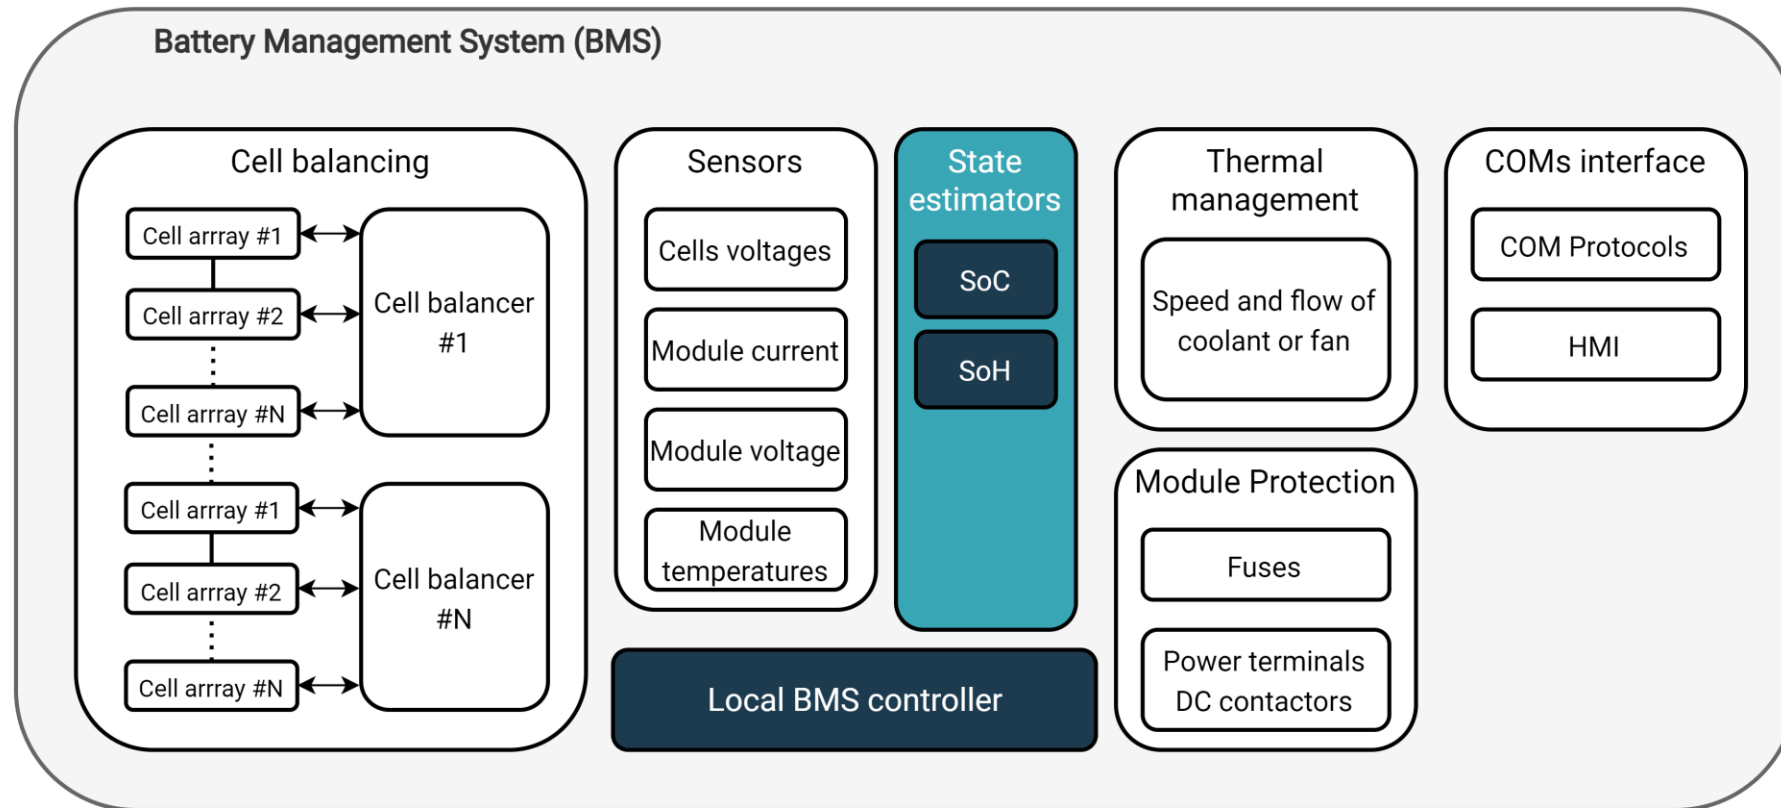 Battery Management System (BMS)
Cell balancing
Cell arrray #1
Cell arrray #2
Cell arrray #N
Cell balancer
#1
Cell arrray #1
Cell arrray #2
Cell arrray #N
Cell balancer
#N
Sensors
Cells voltages
Module current
Module voltage
Module
temperatures
State
estimators
SoC
SoH
Local BMS controller
Thermal
management
Speed and flow of
coolant or fan
Module Protection
Fuses
Power terminals
DC contactors
COMs interface
COM Protocols
HMI